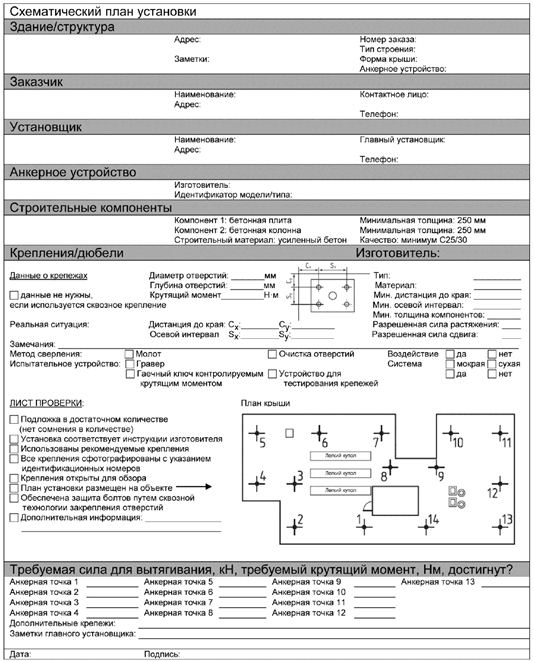 Схематический план установки
Здание/структура
Адрес: Номер заказа:
Тип строения:
Заметки: Форма крыши:
Анкерное устройство:
Заказчик
Наименование: Контактное лицо:
Адрес:
Телефон:
Установщик
Наименование: Главный установщик:
Адрес:
Телефон:
Анкерное устройство
Изготовитель:
Идентификатор модели/типа:
Строительные компоненты
Компонент 1: бетонная плита Минимальная толщина: 250 мм
Компонент 2: бетонная колонна Минимальная толщина: 250 мм
Строительный материал: усиленный бетон Качество: минимум C25/30
Крепления/дюбели Изготовитель:
Данные о крепежах Диаметр отверстий: ______мм Тип:
Глубина отверстий: ______мм Материал:
данные не нужны, Крутящий момент______Н·м Мин. дистанция до края:
если используется сквозное крепление Мин. осевой интервал:
Мин. толщина компонентов:
Реальная ситуация: Дистанция до края: Cx: Cy: Разрешенная сила растяжения:
Осевой интервал Sx: Sy: Разрешенная сила сдвига:
Замечания:
Метод сверления: Молот Очистка отверстий Воздействие да нет
Испытательное устройство: Гравер Система мокрая сухая
Гаечный ключ контролируемым Устройство для да нет
крутящим моментом тестирования крепежей
ЛИСТ ПРОВЕРКИ: План крыши
Подложка в достаточном количестве
(нет сомнения в количестве)
Установка соответствует инструкции изготовителя
Использованы рекомендуемые крепления
Все крепления сфотографированы с указанием
идентификационных номеров
Крепления открыты для обзора
План установки размещен на объекте
Обеспечена защита болтов путем сквозной
технологии закрепления отверстий
Дополнительная информация:
5 6 7 10 11
Легкий купол
8 9
Легкий купол
4 3 12
Легкий купол
2 1 14 13
Требуемая сила для вытягивания, кН, требуемый крутящий момент, Нм, достигнут?
Анкерная точка 1 Анкерная точка 5 Анкерная точка 9 Анкерная точка 13
Анкерная точка 2 Анкерная точка 6 Анкерная точка 10
Анкерная точка 3 Анкерная точка 7 Анкерная точка 11
Анкерная точка 4 Анкерная точка 8 Анкерная точка 12
Дополнительные крепежи:
Заметки главного установщика:
Дата: Подпись: